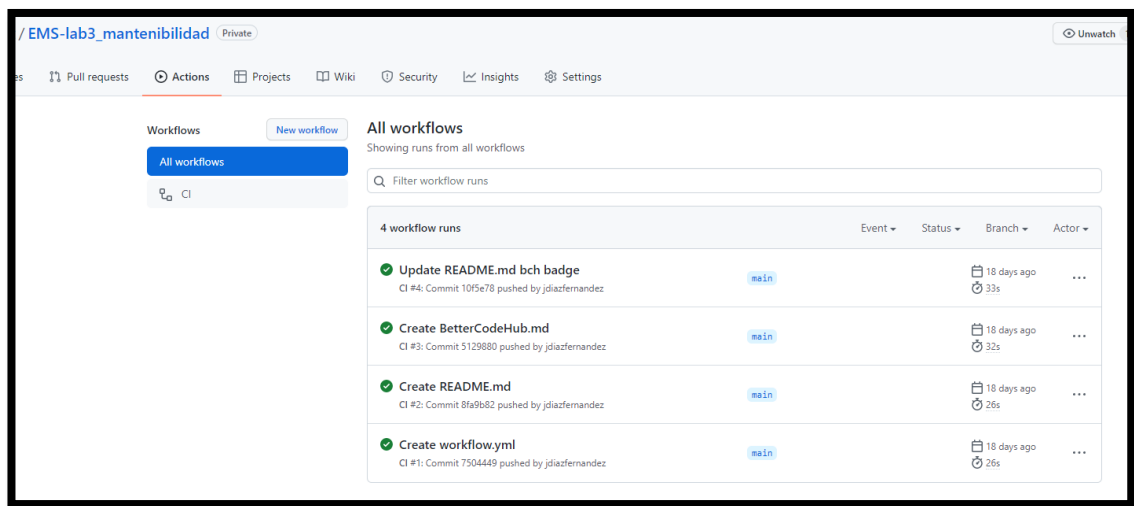 / EMS-lab3_mantenibilidad Private
Unwatch
Pull requests Actions Projects Wiki Security Insights Settings
Workflows New workflow
All workflows
CI
All workflows
Showing runs from all workflows
Filter workflow runs
4 workflow runs Event Status Branch Actor
Update README.md bch badge
CI #4: Commit 10f5e78 pushed by jdiazfernandez
main
18 days ago
33s
Create BetterCodeHub.md
CI #3: Commit 5129880 pushed by jdiazfernandez
main
18 days ago
32s
Create README.md
CI #2: Commit 8fa9b82 pushed by jdiazfernandez
main
18 days ago
26s
Create workflow.yml
CI #1: Commit 7504449 pushed by jdiazfernandez
main
18 days ago
26s